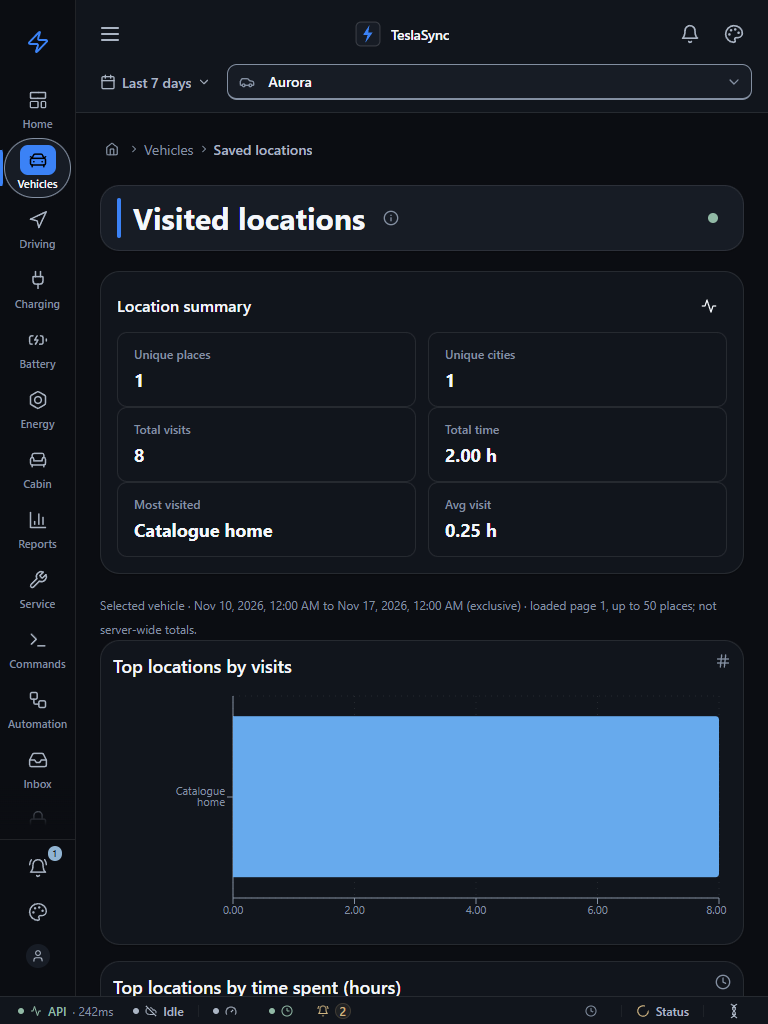 TeslaSync
Last 7 days
Aurora
Home
Vehicles
Driving
Charging
Battery
Energy
Cabin
Reports
Service
Commands
Automation
Inbox
1
Vehicles
Saved locations
Visited locations
Location summary
Unique places
1
Unique cities
1
Total visits
8
Total time
2.00 h
Most visited
Catalogue home
Avg visit
0.25 h
Selected vehicle · Nov 10, 2026, 12:00 AM to Nov 17, 2026, 12:00 AM (exclusive) · loaded page 1, up to 50 places; not
server-wide totals.
Top locations by visits
Catalogue
home
0.00 2.00 4.00 6.00 8.00
Top locations by time spent (hours)
API · 242ms
Idle
2
Status